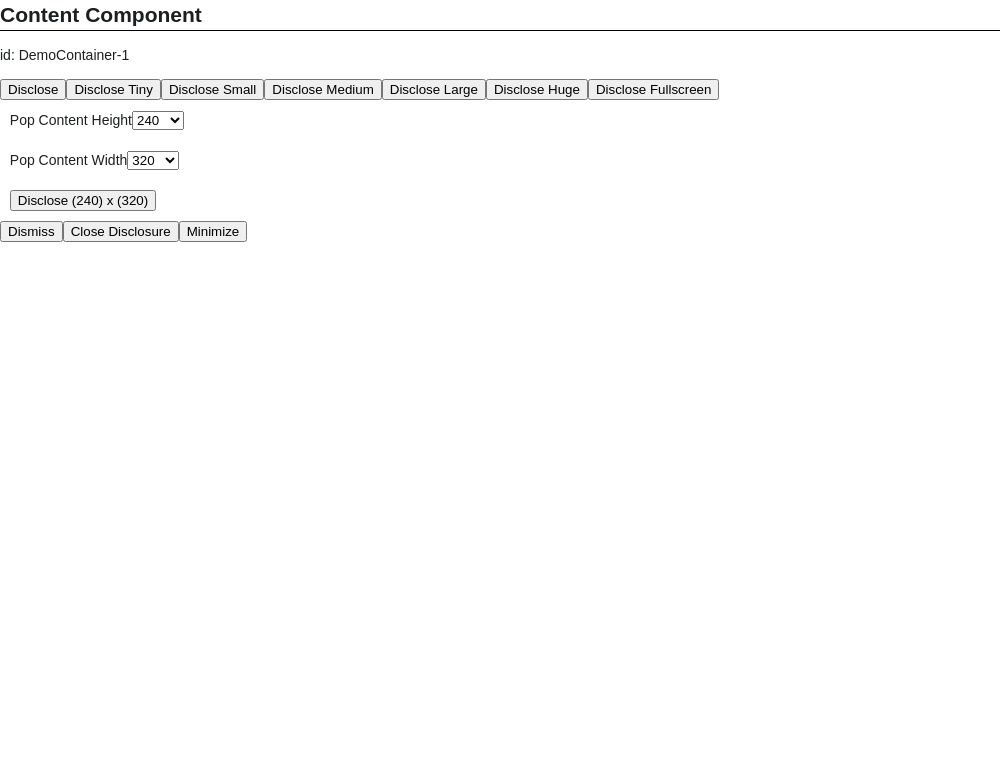 Content Component
id: DemoContainer-1
Disclose Disclose Tiny Disclose Small Disclose Medium Disclose Large Disclose Huge Disclose Fullscreen
Pop Content Height 240
Pop Content Width 320
Disclose (240) x (320)
Dismiss Close Disclosure Minimize